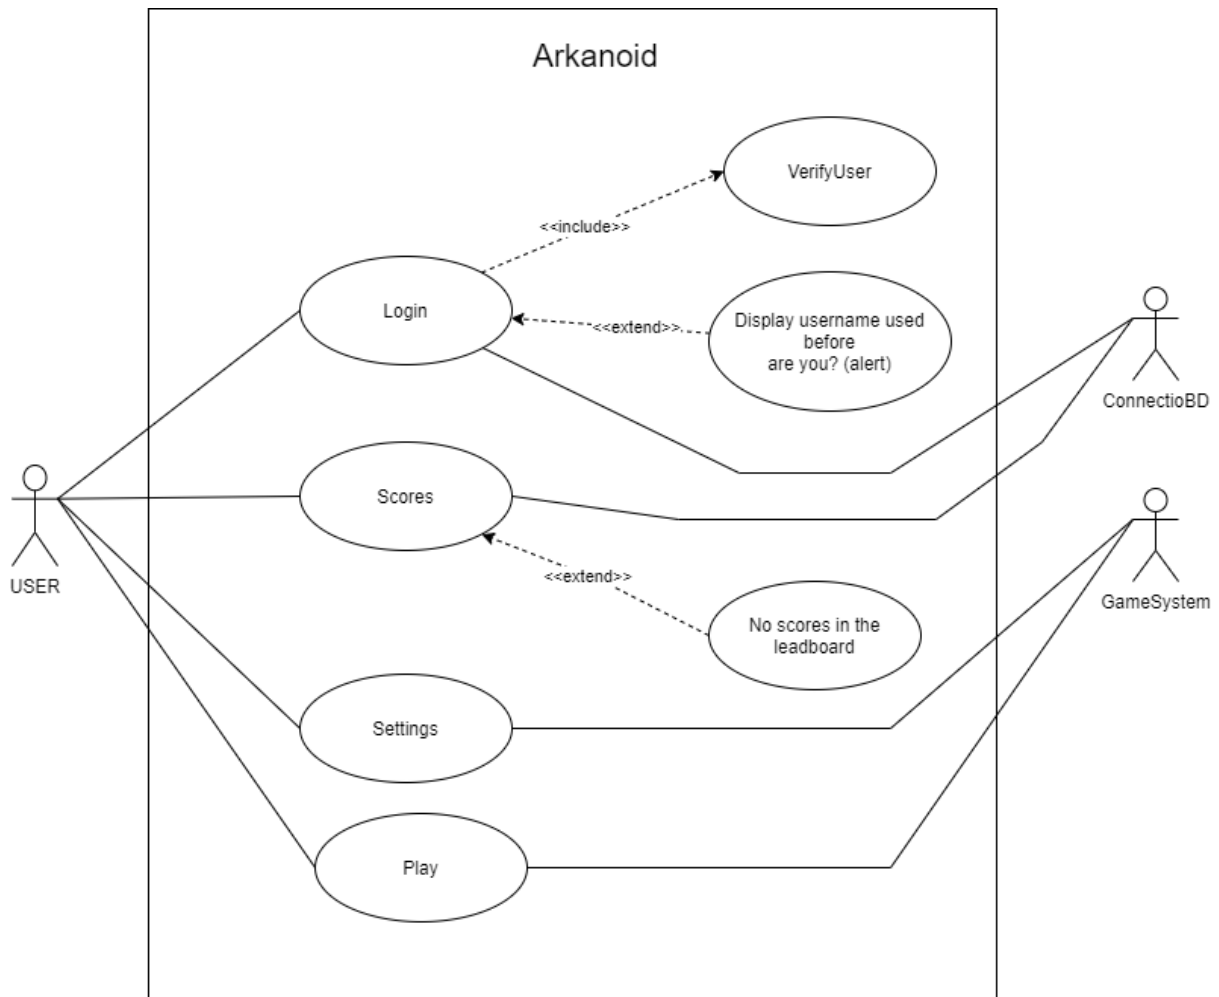 Arkanoid
VerifyUser
<<include>>
Login
<<extend>>
Display username used
before
are you? (alert)
ConnectioBD
Scores
USER
<<extend>>
GameSystem
No scores in the
leadboard
Settings
Play